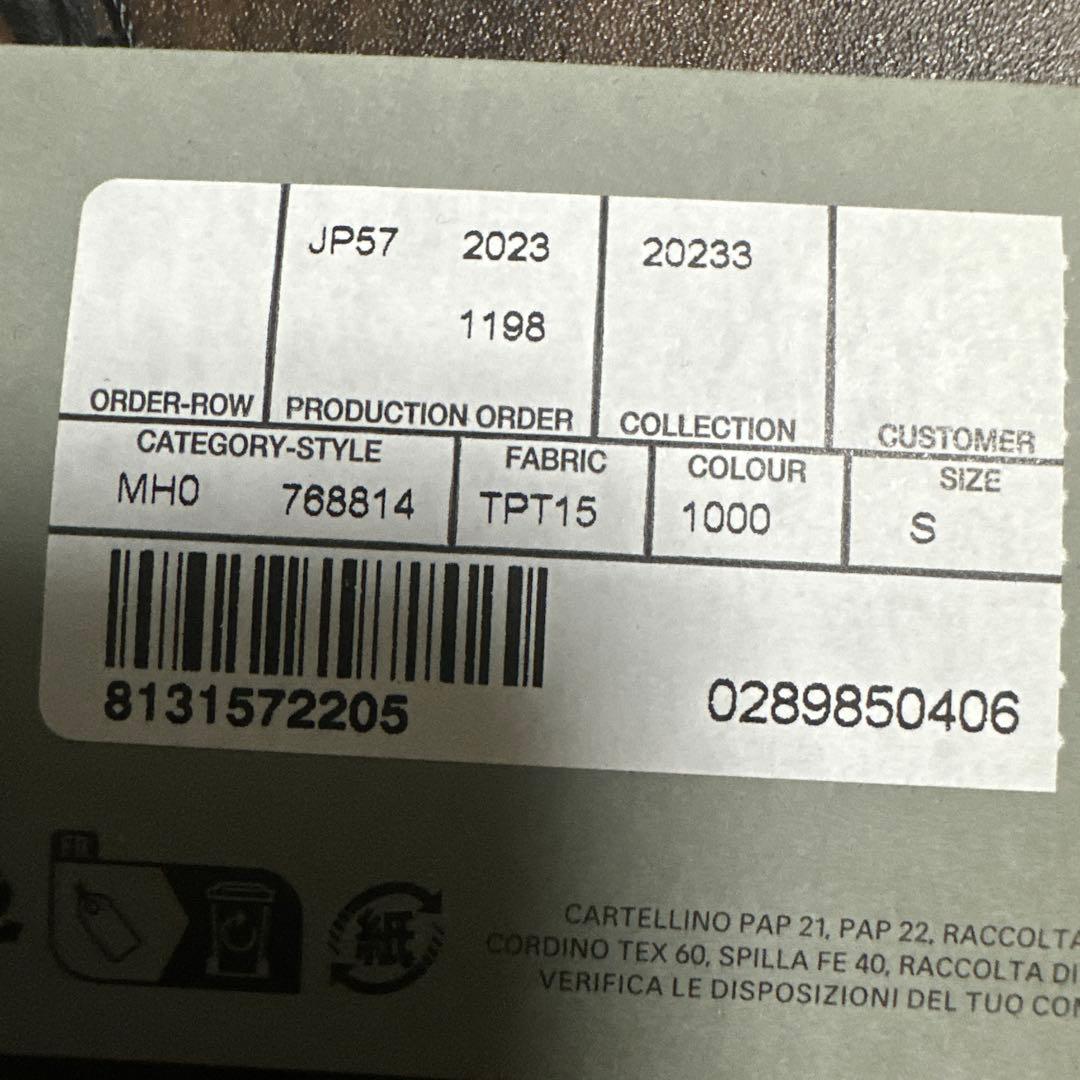 JP57 2023 20233
1198
ORDER-ROW PRODUCTION ORDER COLLECTION CUSTOMER
CATEGORY-STYLE FABRIC COLOUR SIZE
MH0 768814 TPT15 1000 S
8131572205 0289850406
FR
紙
CARTELLINO PAP 21, PAP 22, RACCOLTA
CORDINO TEX 60, SPILLA FE 40, RACCOLTA DI
VERIFICA LE DISPOSIZIONI DEL TUO